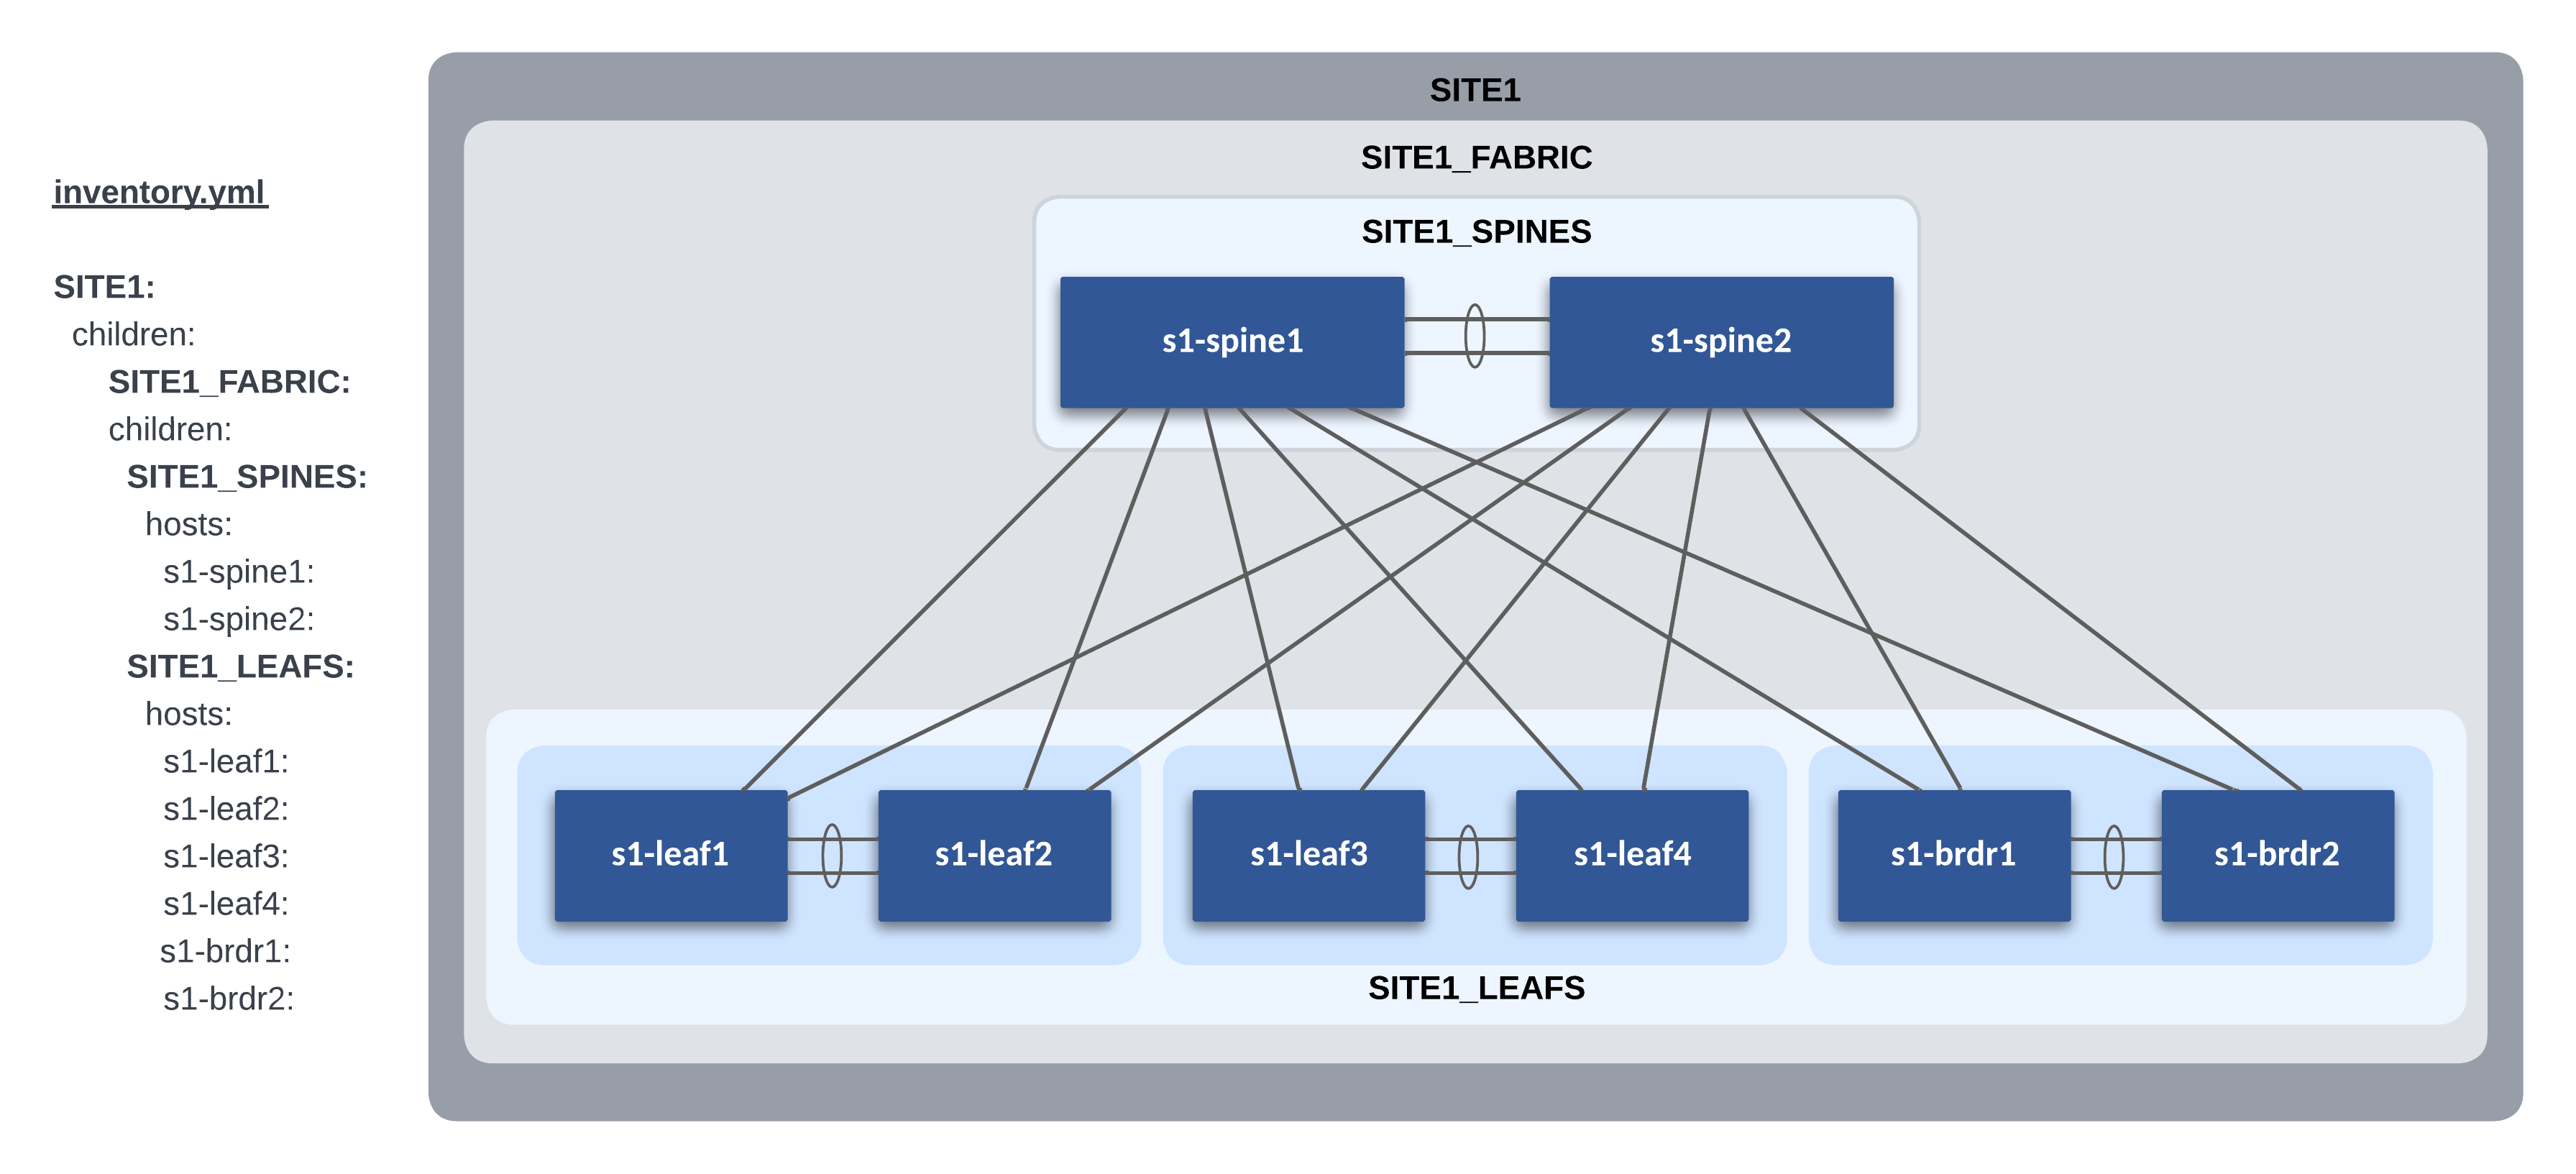 inventory.yml
SITE1:
children:
SITE1_FABRIC:
children:
SITE1_SPINES:
hosts:
s1-spine1:
s1-spine2:
SITE1_LEAFS:
hosts:
s1-leaf1:
s1-leaf2:
s1-leaf3:
s1-leaf4:
s1-brdr1:
s1-brdr2:
SITE1
SITE1_FABRIC
SITE1_SPINES
s1-spine1
s1-spine2
s1-leaf1
s1-leaf2
s1-leaf3
s1-leaf4
s1-brdr1
s1-brdr2
SITE1_LEAFS